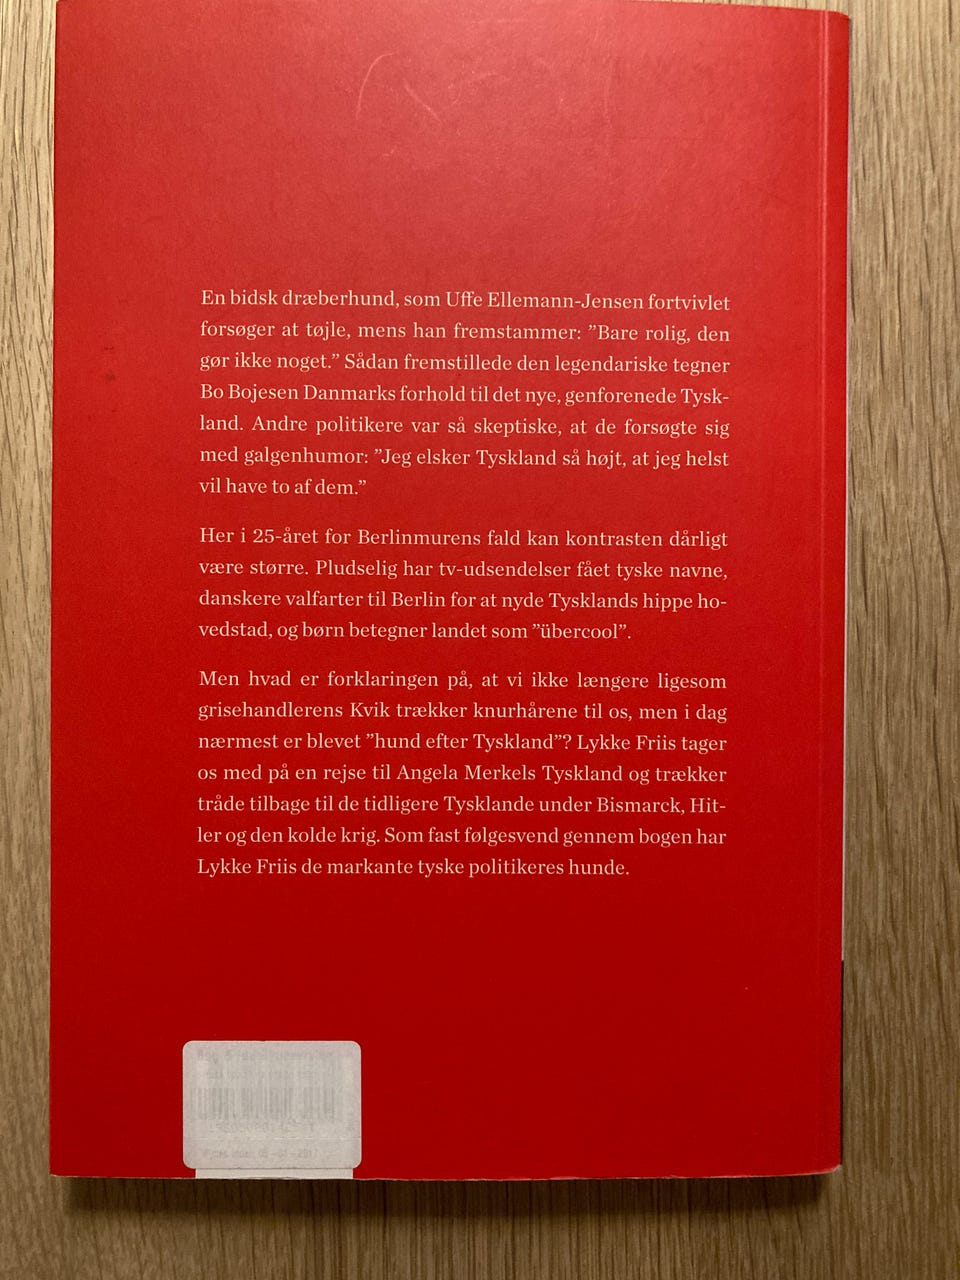 En bidsk dræberhund, som Uffe Ellemann-Jensen fortvivlet
forsøger at tøjle, mens han fremstammer: ”Bare rolig, den
gør ikke noget.” Sådan fremstillede den legendariske tegner
Bo Bojesen Danmarks forhold til det nye, genforenede Tysk-
land. Andre politikere var så skeptiske, at de forsøgte sig
med galgenhumor: ”Jeg elsker Tyskland så højt, at jeg helst
vil have to af dem.”
Her i 25-året for Berlinmurens fald kan kontrasten dårligt
være større. Pludselig har tv-udsendelser fået tyske navne,
danskere valfarter til Berlin for at nyde Tysklands hippe ho-
vedstad, og børn betegner landet som ”übercool”.
Men hvad er forklaringen på, at vi ikke længere ligesom
grisehandlerens Kvik trækker knurhårene til os, men i dag
nærmest er blevet ”hund efter Tyskland”? Lykke Friis tager
os med på en rejse til Angela Merkels Tyskland og trækker
tråde tilbage til de tidligere Tysklande under Bismarck, Hit-
ler og den kolde krig. Som fast følgesvend gennem bogen har
Lykke Friis de markante tyske politikeres hunde.